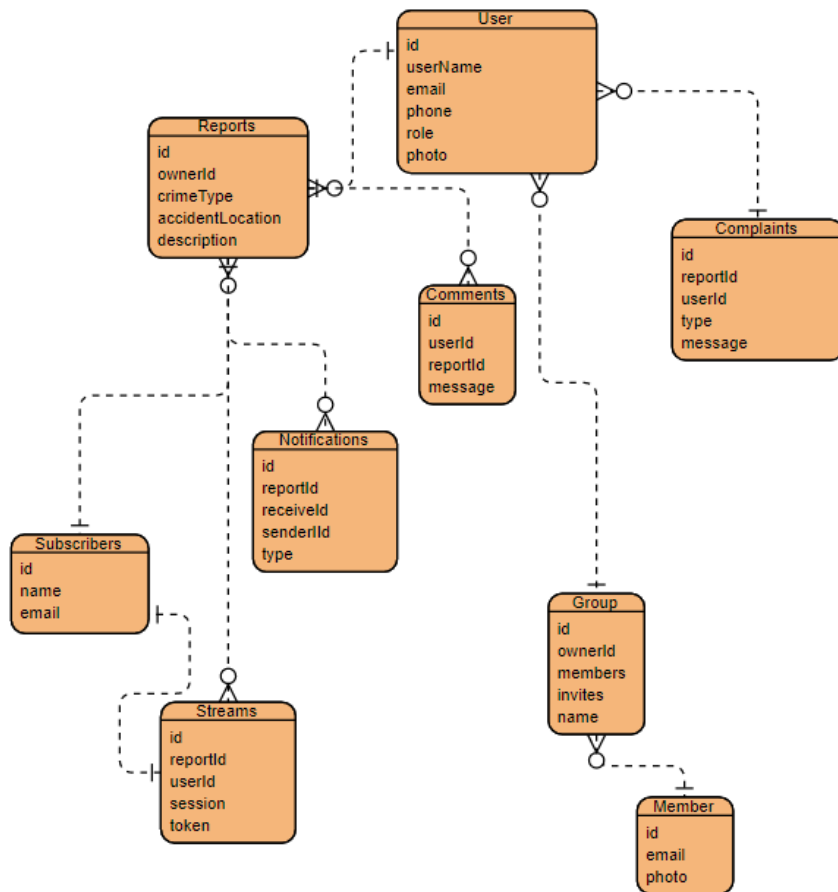 User
id
userName
email
phone
role
photo
Reports
id
ownerId
crimeType
accidentLocation
description
Complaints
id
reportId
userId
type
message
Comments
id
userId
reportId
message
Notifications
id
reportId
receiveId
senderIId
type
Subscribers
id
name
email
Group
id
ownerId
members
invites
name
Streams
id
reportId
userId
session
token
Member
id
email
photo